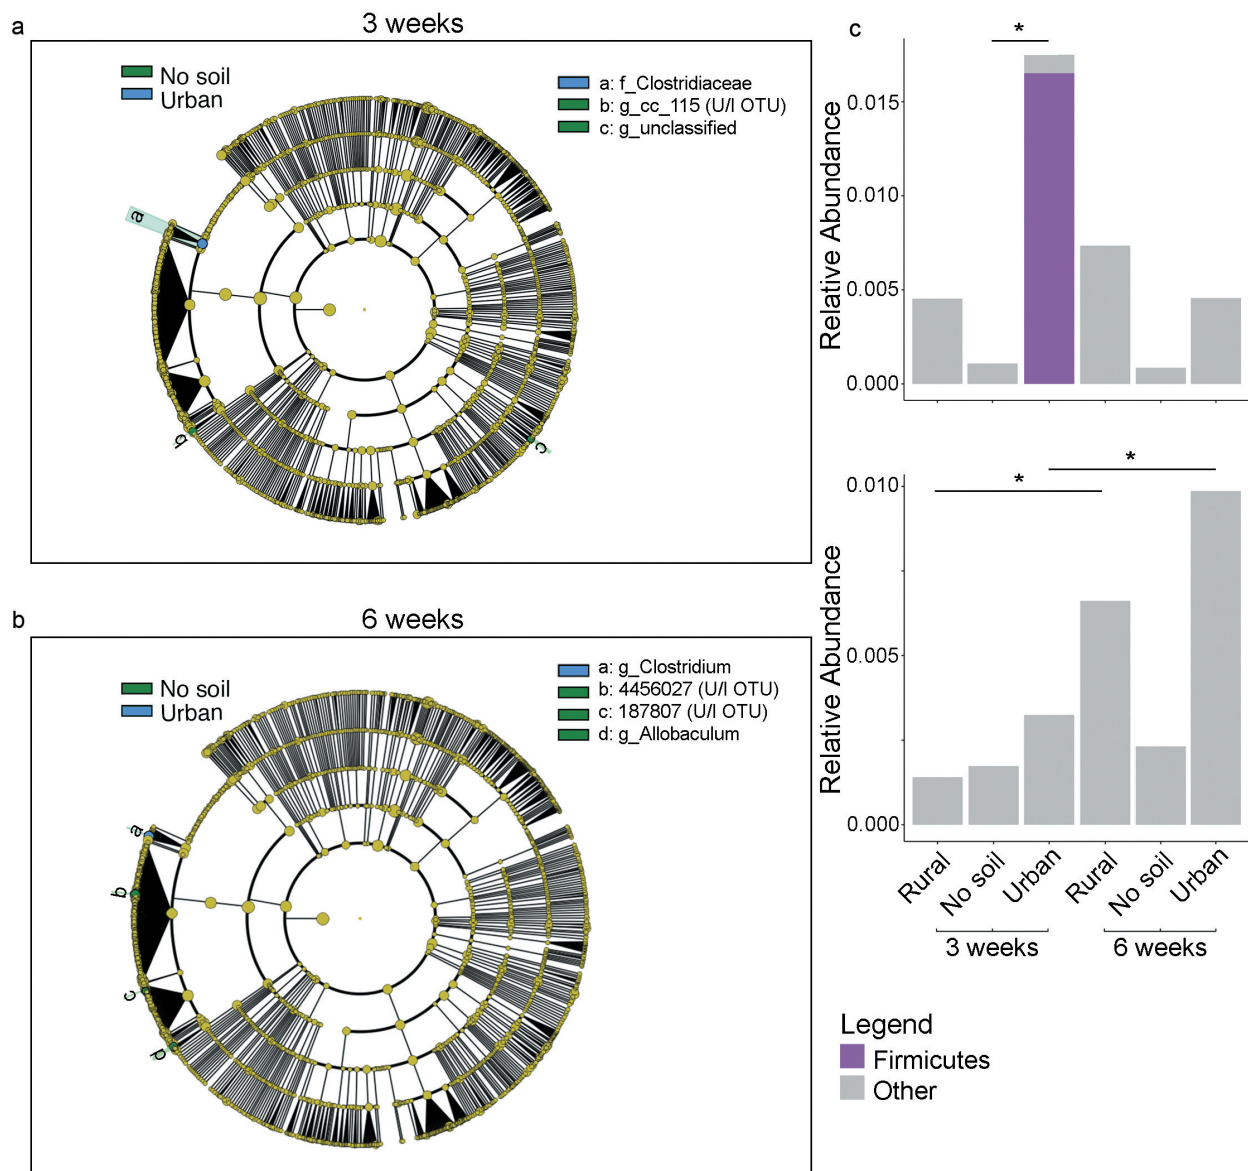 a
3 weeks
No soil
Urban
a: f_Clostridiaceae
b: g_cc_115 (U/I OTU)
c: g_unclassified
a
b
c
b
6 weeks
No soil
Urban
a: g_Clostridium
b: 4456027 (U/I OTU)
c: 187807 (U/I OTU)
d: g_Allobaculum
a
b
c
d
c
*
Relative Abundance
0.015
0.010
0.005
0.000
*
*
Relative Abundance
0.010
0.005
0.000
Rural
No soil
Urban
Rural
No soil
Urban
3 weeks
6 weeks
Legend
Firmicutes
Other